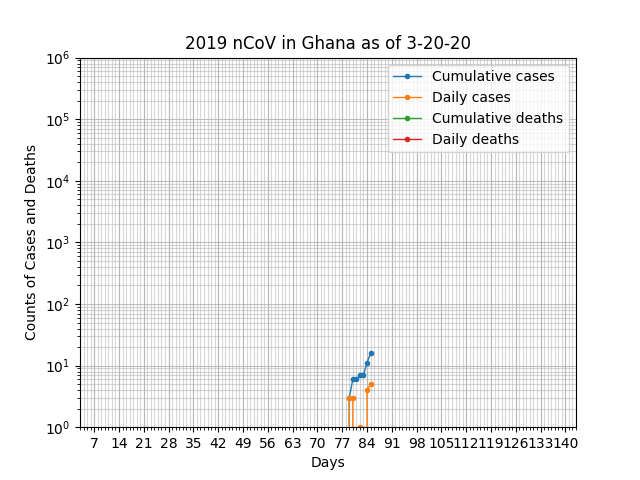 2019 nCoV in Ghana as of 3-20-20
Cumulative cases
Daily cases
Cumulative deaths
Daily deaths
Counts of Cases and Deaths
10⁶
10⁵
10⁴
10³
10²
10¹
10⁰
7 14 21 28 35 42 49 56 63 70 77 84 91 98 105 112 119 126 133 140
Days